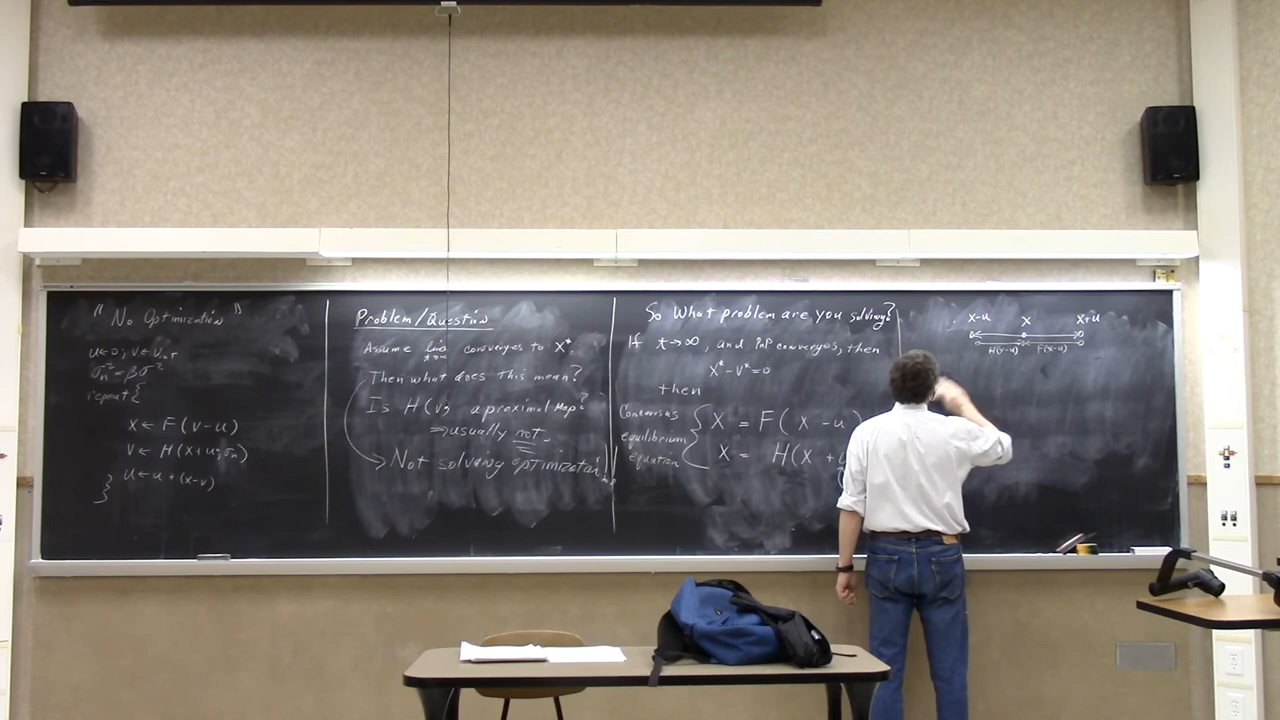 " No Optimization "
u ← 0; v ← v_init
σ_n² = βσ²
repeat {
x ← F(v-u)
v ← H(x+u; σ_n)
u ← u + (x-v)
}
Problem/Question
Assume lim t→∞ converges to x*.
Then what does this mean?
Is H(v; a proximal map?
⇒ usually not.
Not solving optimization
So What problem are you solving?
If t→∞, and PnP converges, then
x* - v* = 0
then
Consensus
equilibrium
equation
{ X = F(X - u)
X = H(X +
X-u X X+u
H(x-u) F(x-u)